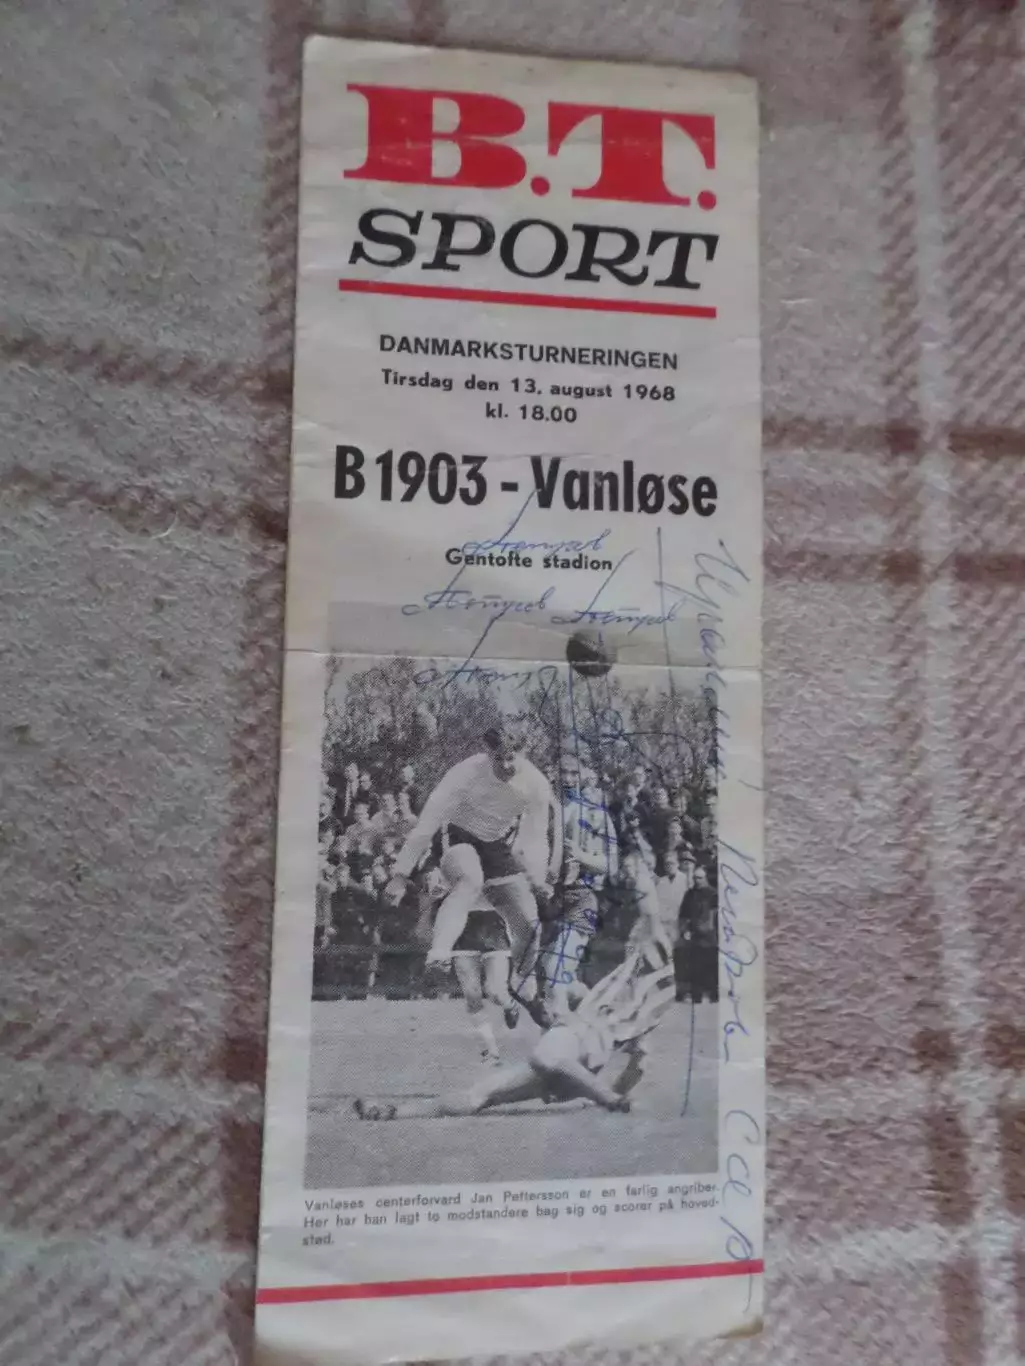 B.T.
SPORT
DANMARKSTURNERINGEN
Tirsdag den 13. august 1968
kl. 18.00
B 1903 - Vanløse
Gentofte stadion
Vanløses centerforvard Jan Pettersson er en farlig angriber.
Her har han lagt to modstandere bag sig og scorer på hoved-
stød.